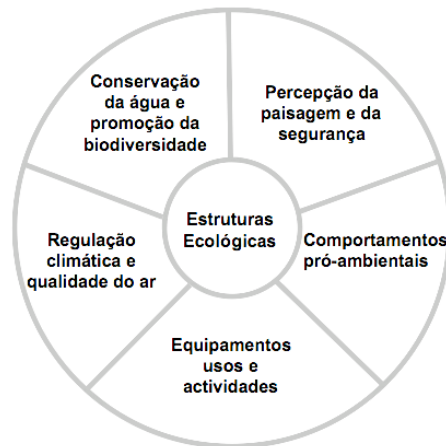 Conservação
da água e
promoção da
biodiversidade
Percepção da
paisagem e da
segurança
Estruturas
Ecológicas
Regulação
climática e
qualidade do ar
Comportamentos
pró-ambientais
Equipamentos
usos e
actividades